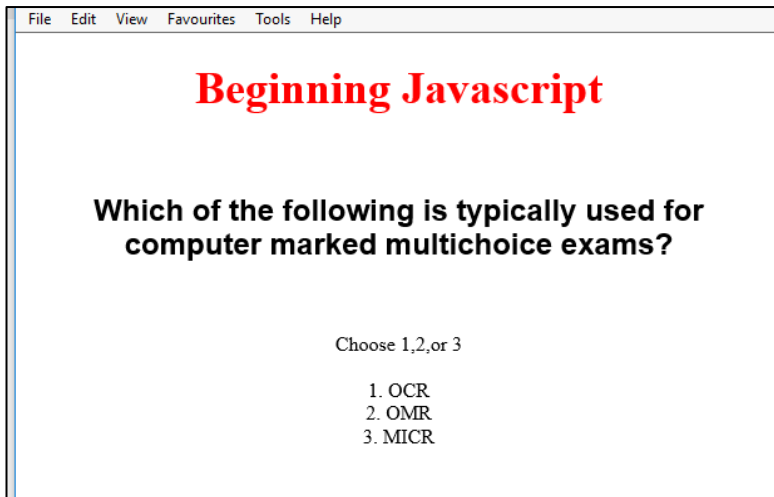 File Edit View Favourites Tools Help
Beginning Javascript
Which of the following is typically used for
computer marked multichoice exams?
Choose 1,2,or 3
1. OCR
2. OMR
3. MICR